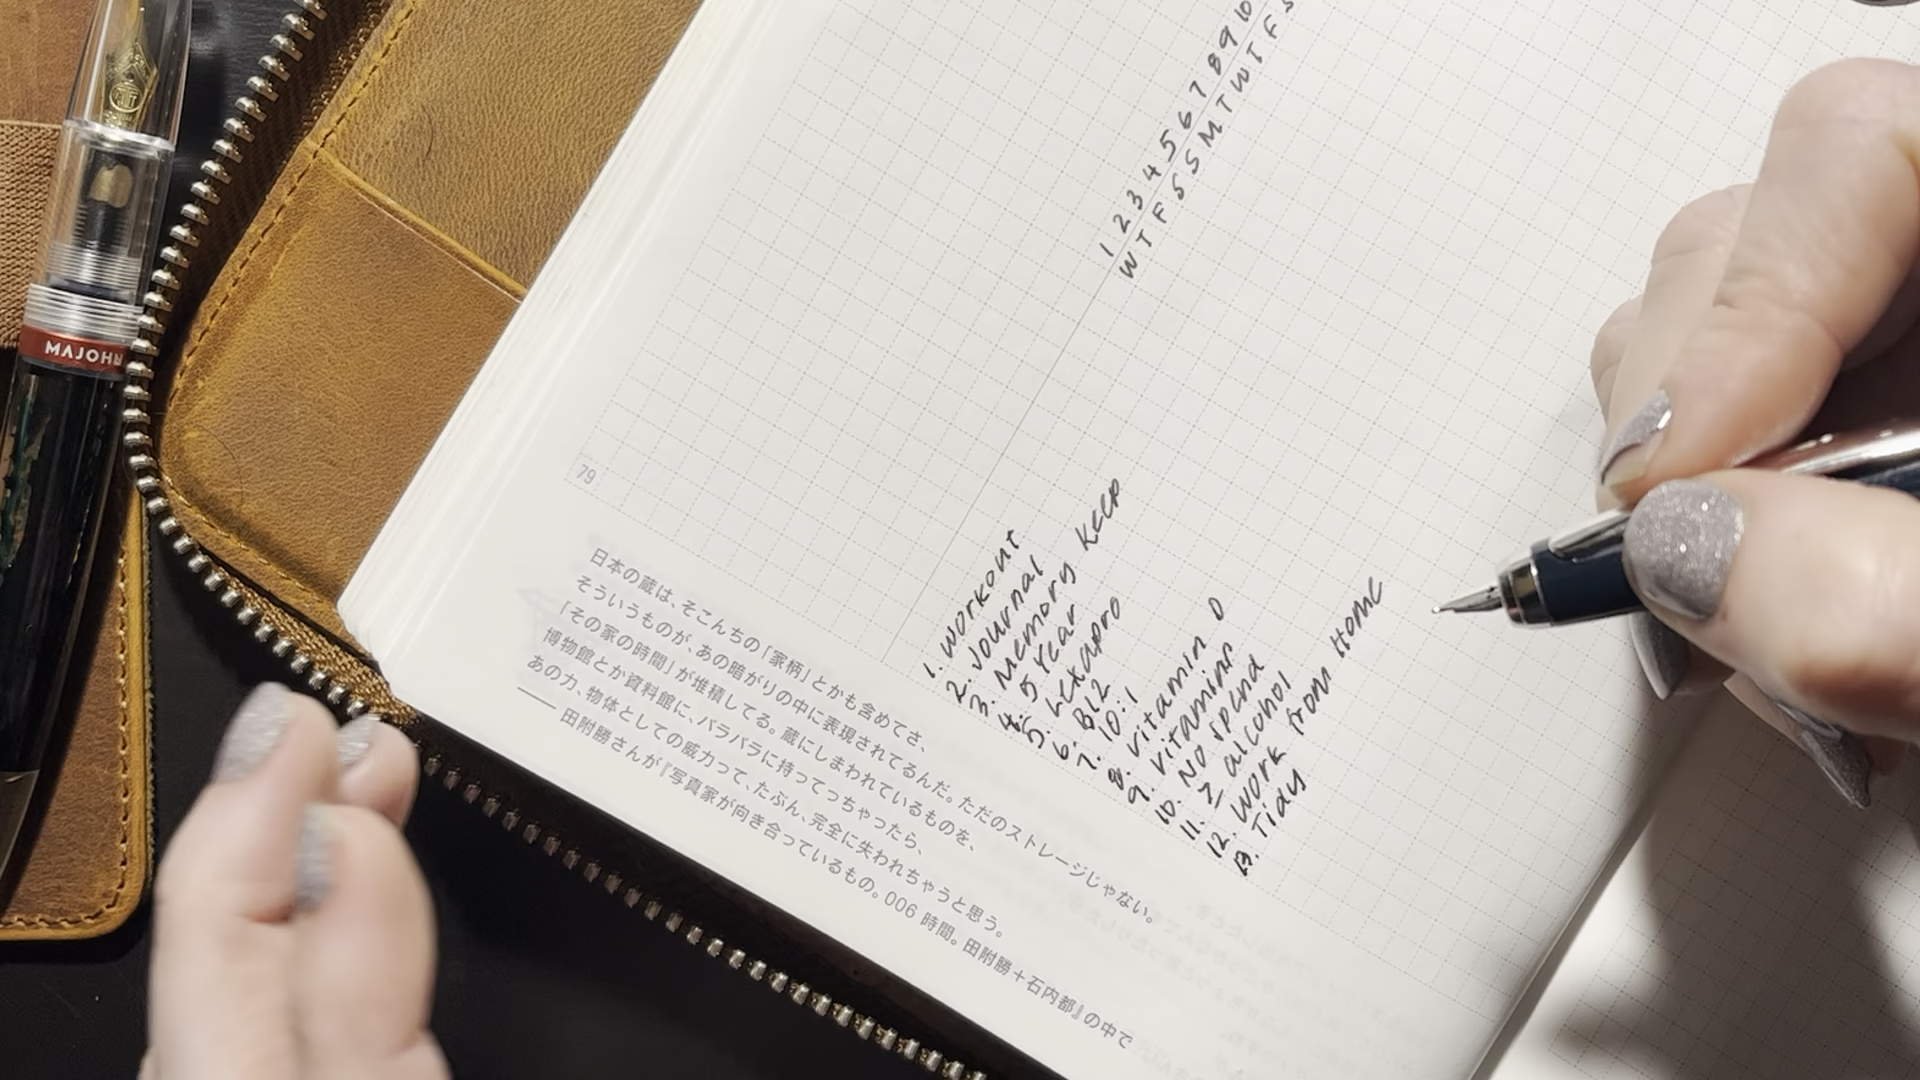 MAJOHN
1 2 3 4 5 6 7 8 9 10
W T F S S M T W T F S
79
1. Workout
2. Journal
3. Memory Keep
4. 5 Year
5. Lexapro
6. B12
7. 10:1
8. Vitamin D
9. Vitamin
10. No spend
11. alcohol
12. Work from Home
13. Tidy
日本の蔵は、そこんちの「家柄」とかも含めてさ、
そういうものが、あの暗がりの中に表現されてるんだ。ただのストレージじゃない。
「その家の時間」が堆積してる。蔵にしまわれているものを、
博物館とか資料館に、バラバラに持ってっちゃったら、
あの力、物体としての威力って、たぶん、完全に失われちゃうと思う。
── 田附勝さんが『写真家が向き合っているもの。006 時間。田附勝＋石内都』の中で